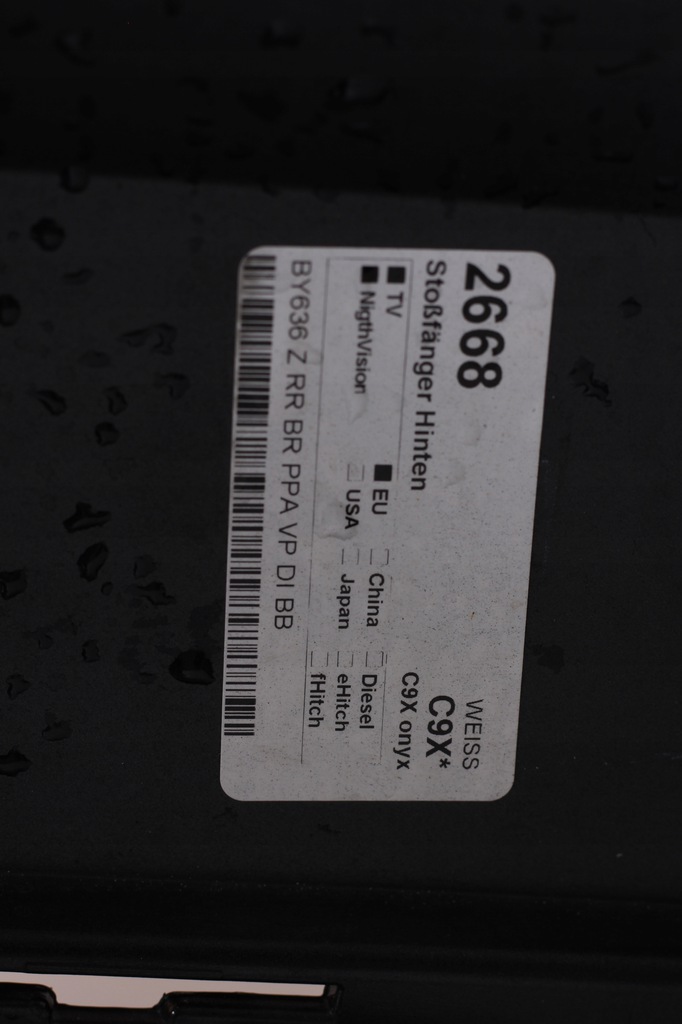 2668
WEISS
C9X*
Stoßfänger Hinten
C9X onyx
TV
EU
China
Diesel
NigthVision
USA
Japan
eHitch
fHitch
BY636 Z RR BR PPA VP DI BB